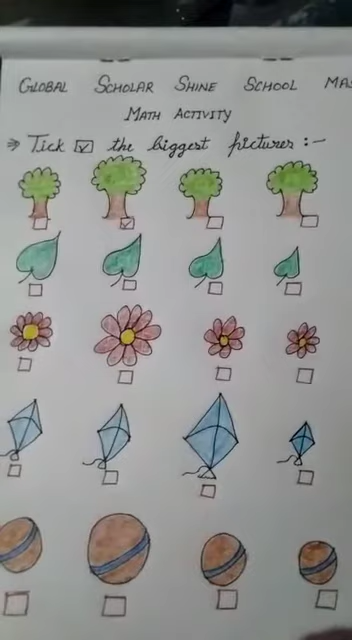 GLOBAL SCHOLAR SHINE SCHOOL
MATH ACTIVITY
⇒ Tick ☑ the biggest pictures :-